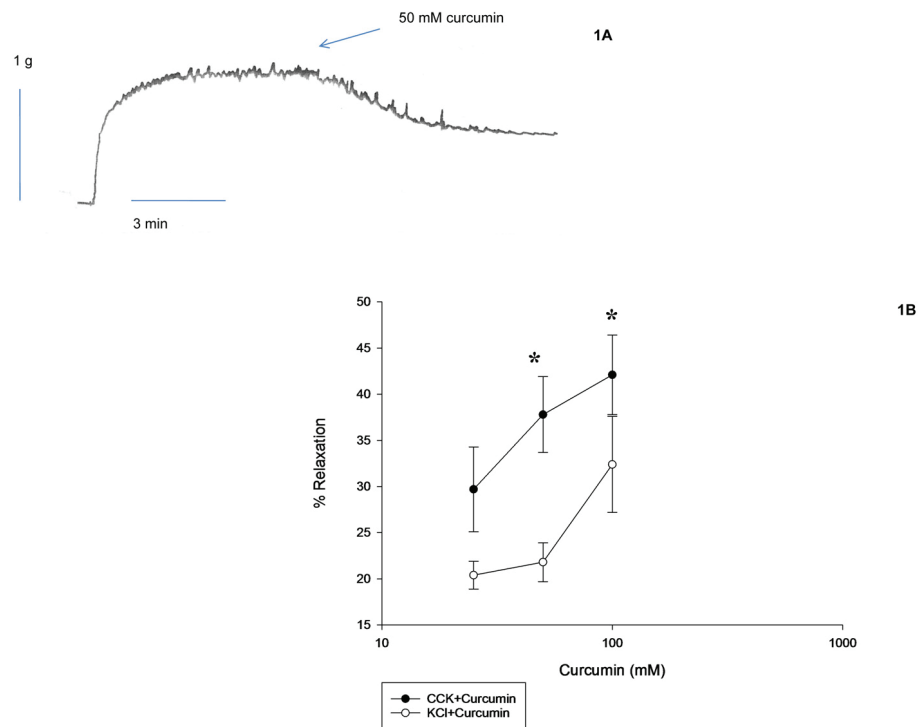 50 mM curcumin
1A
1 g
3 min
1B
50
45
40
35
30
25
20
15
% Relaxation
*
*
10
100
1000
Curcumin (mM)
CCK+Curcumin
KCl+Curcumin